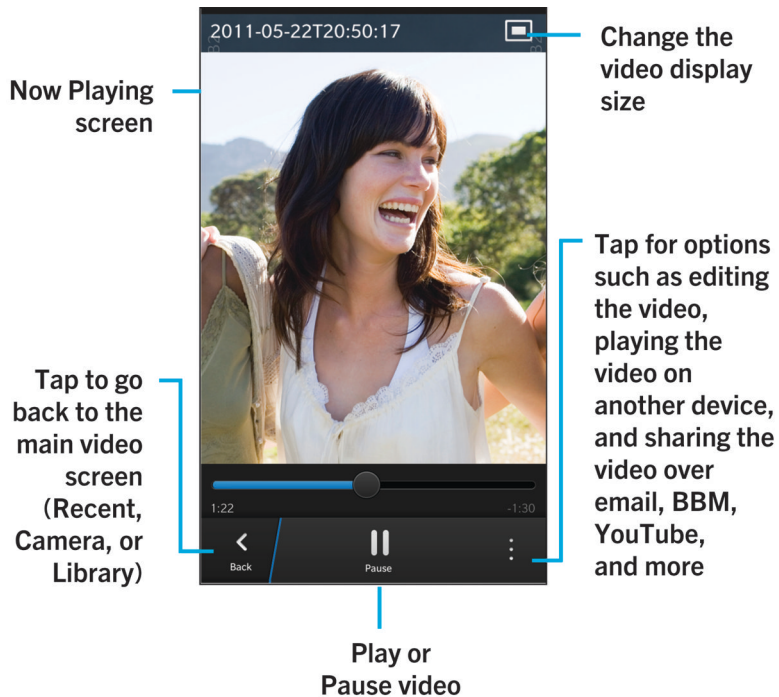 2011-05-22T20:50:17
Change the
video display
size
Now Playing
screen
Tap for options
such as editing
the video,
playing the
video on
another device,
and sharing the
video over
email, BBM,
YouTube,
and more
Tap to go
back to the
main video
screen
(Recent,
Camera, or
Library)
1:22
-1:30
Back
Pause
Play or
Pause video